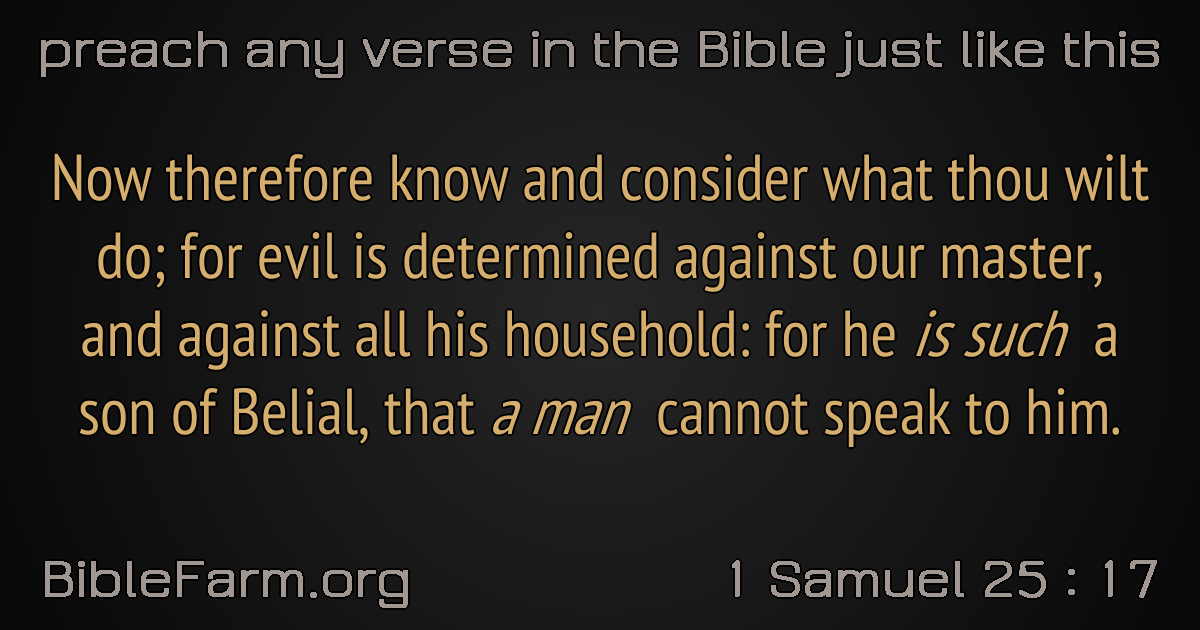 preach any verse in the Bible just like this
Now therefore know and consider what thou wilt
do; for evil is determined against our master,
and against all his household: for he is such a
son of Belial, that a man cannot speak to him.
BibleFarm.org
1 Samuel 25 : 17